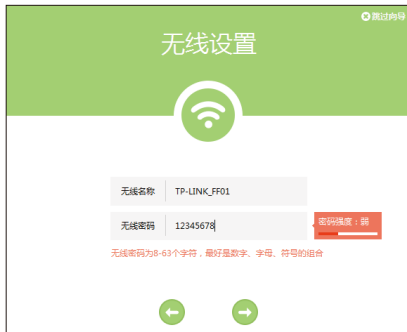 跳过向导
无线设置
无线名称 TP-LINK_FF01
无线密码 12345678
密码强度：弱
无线密码为8-63个字符，最好是数字、字母、符号的组合